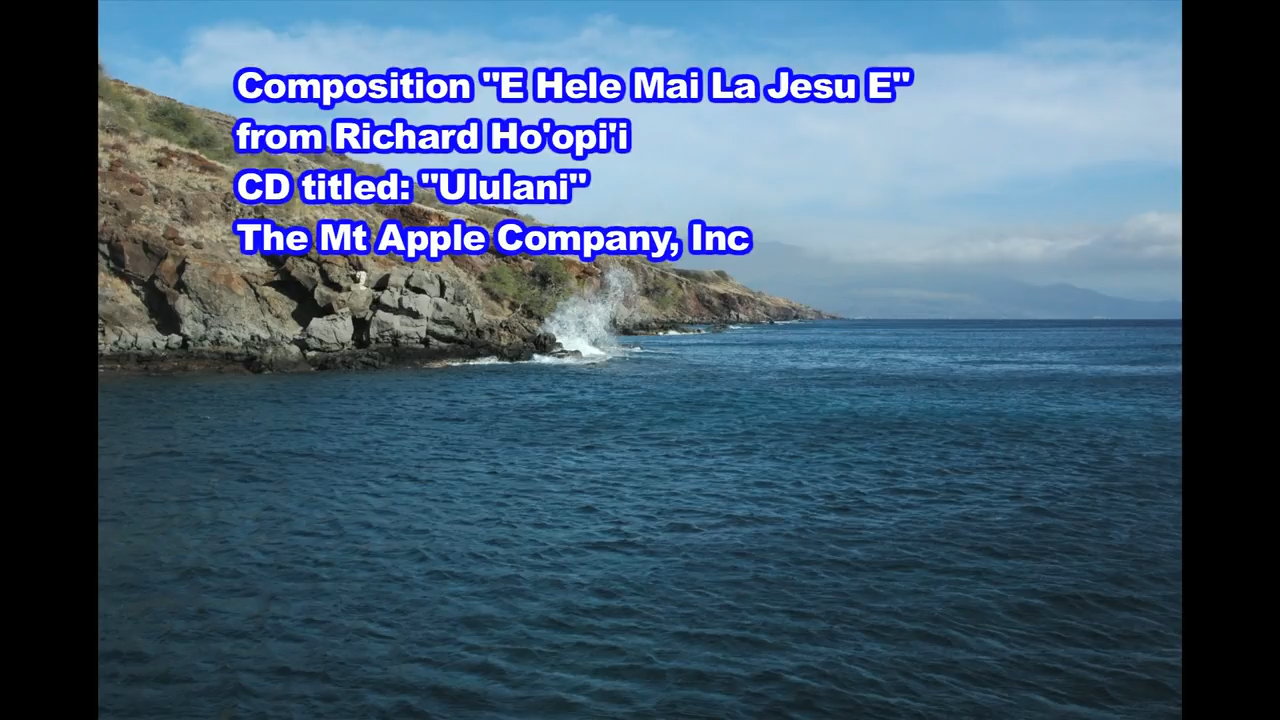 Composition "E Hele Mai La Jesu E"
from Richard Ho'opi'i
CD titled: "Ululani"
The Mt Apple Company, Inc